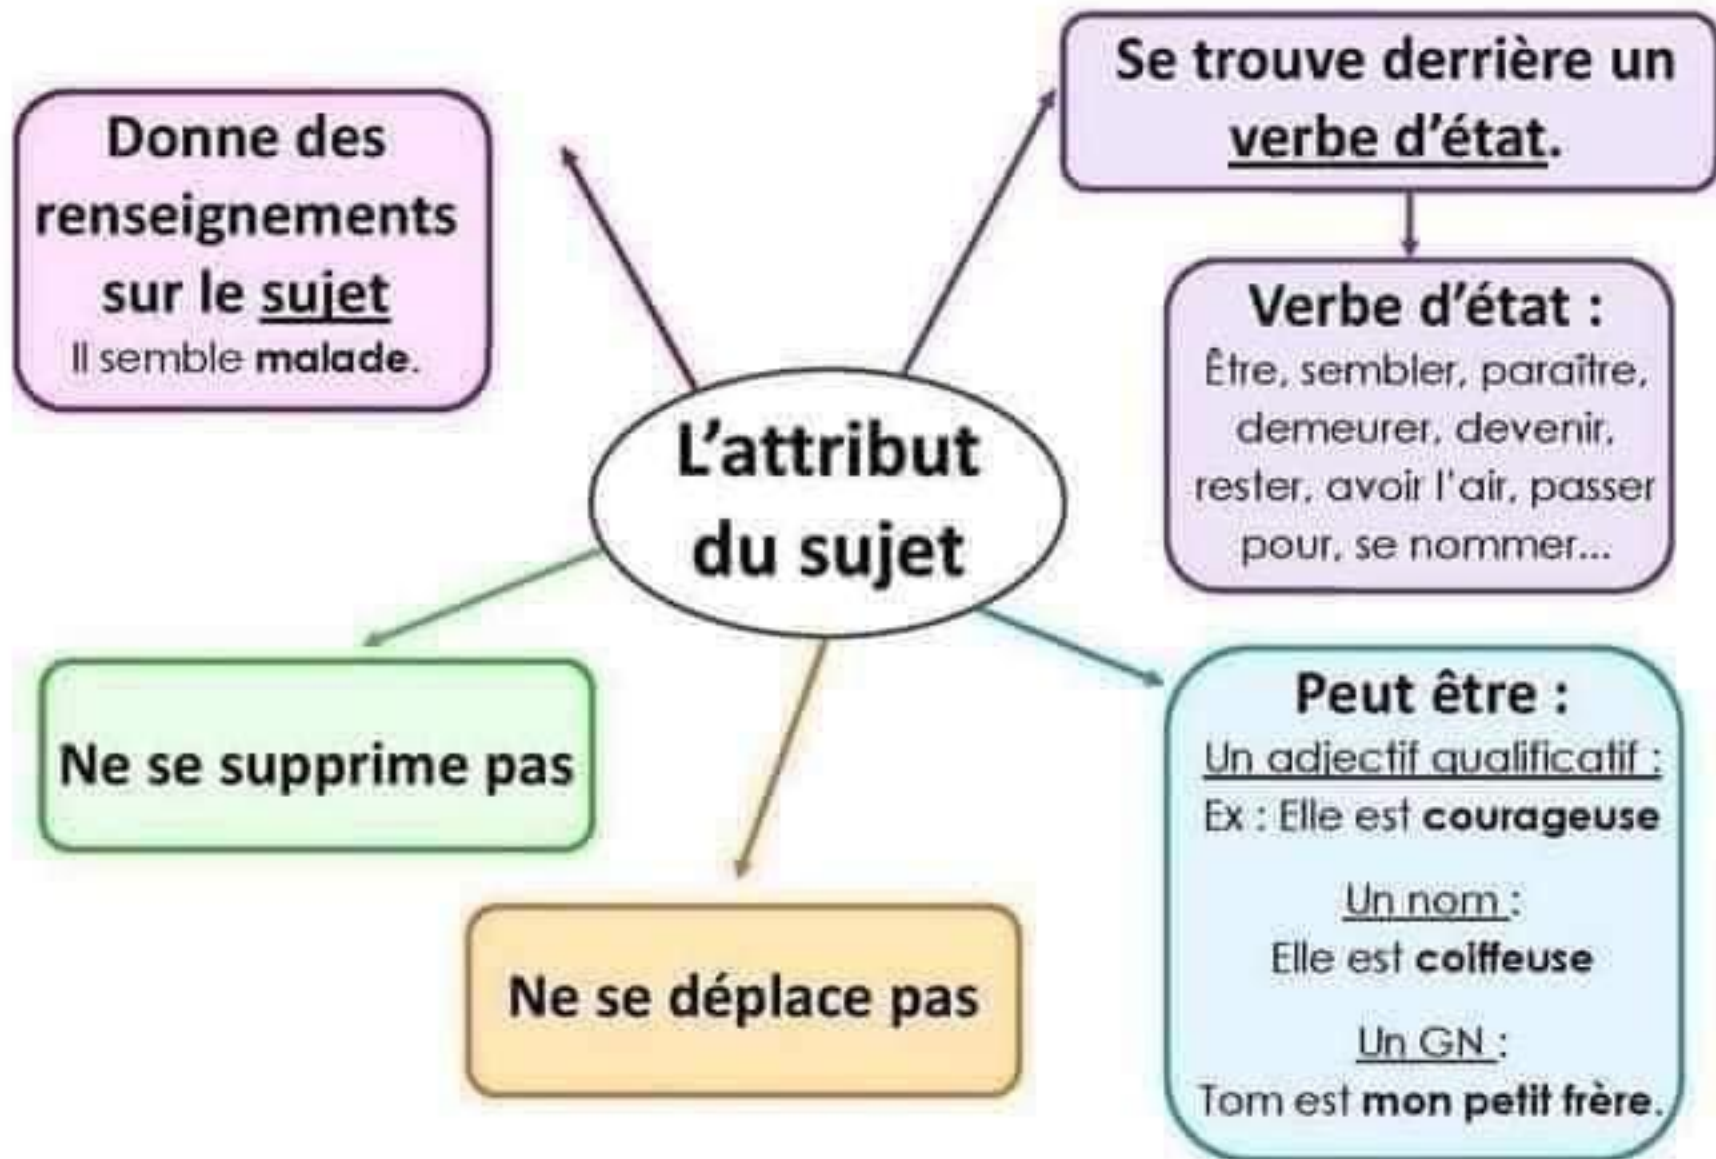 Se trouve derrière un
verbe d'état.
Donne des
renseignements
sur le sujet
Il semble malade.
Verbe d'état :
Être, sembler, paraître,
demeurer, devenir,
rester, avoir l'air, passer
pour, se nommer...
L'attribut
du sujet
Ne se supprime pas
Ne se déplace pas
Peut être :
Un adjectif qualificatif :
Ex : Elle est courageuse
Un nom :
Elle est coiffeuse
Un GN :
Tom est mon petit frère.